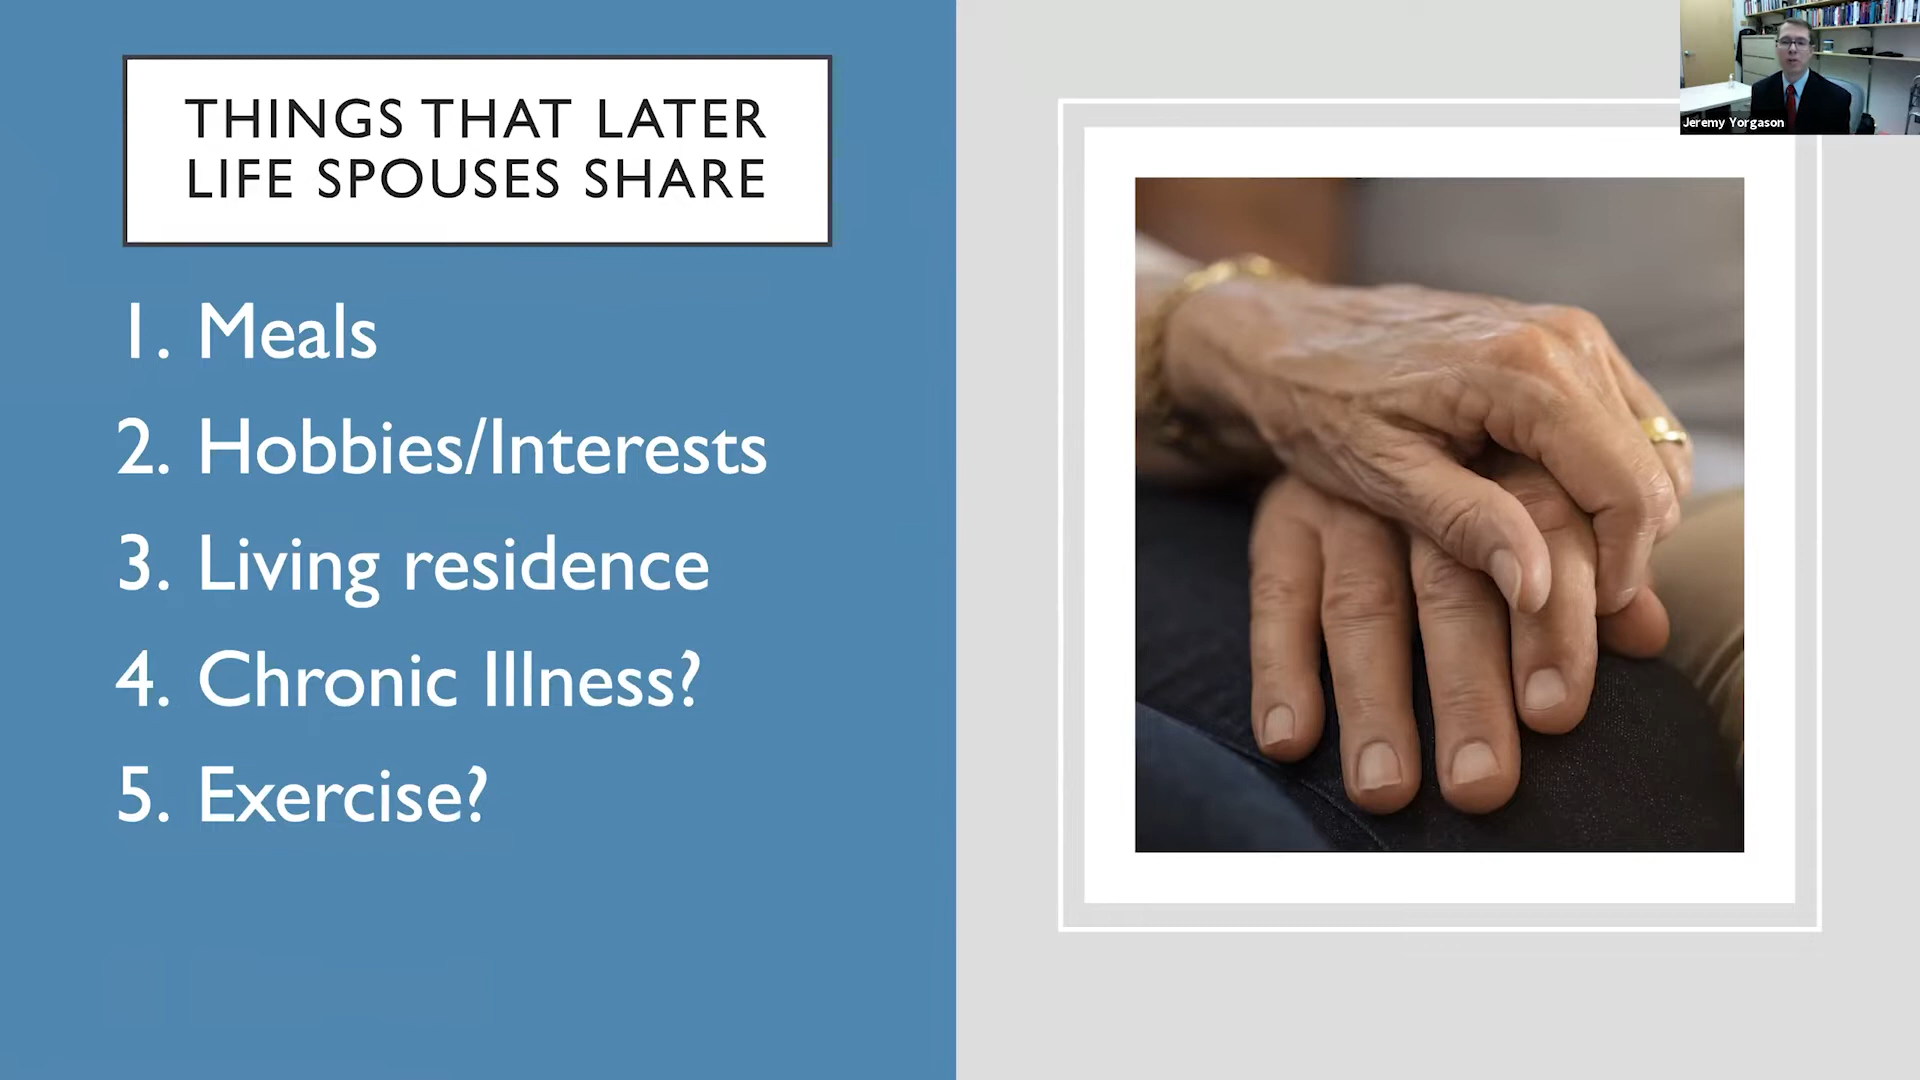 THINGS THAT LATER
LIFE SPOUSES SHARE
1. Meals
2. Hobbies/Interests
3. Living residence
4. Chronic Illness?
5. Exercise?
Jeremy Yorgason